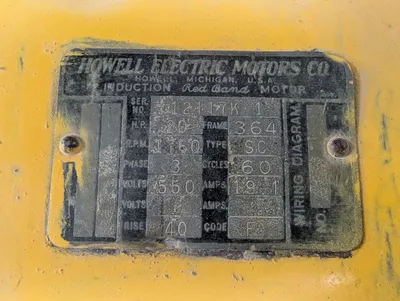 HOWELL ELECTRIC MOTORS CO.
HOWELL, MICHIGAN, U.S.A.
INDUCTION Red Band MOTOR
SER. NO.
H.P. 20 FRAME 364
R.P.M. 1760 TYPE SC
PHASE 3 CYCLES 60
VOLTS 550 AMPS. 19.1
VOLTS AMPS.
RISE 40 CODE F
WIRING DIAGRAM NO.